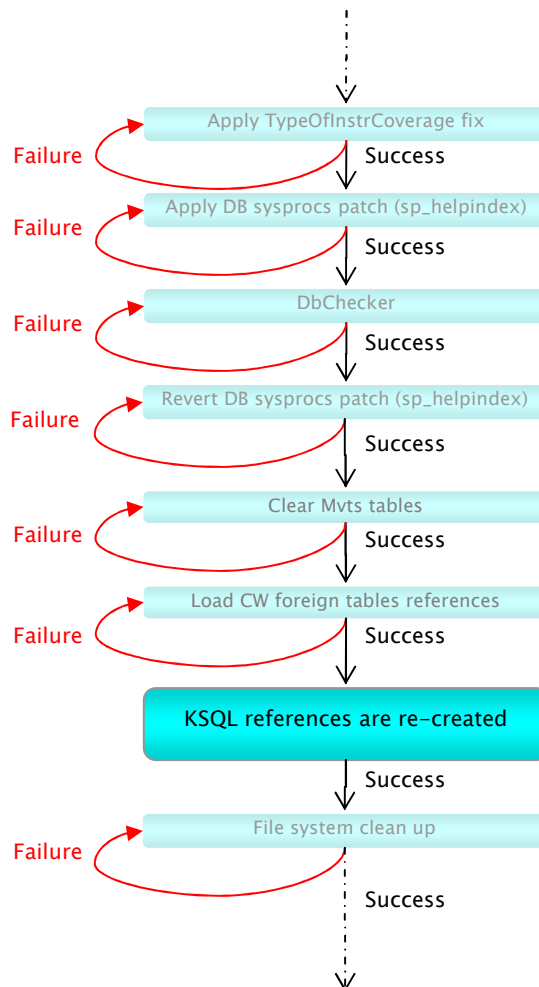 Apply TypeOfInstrCoverage fix
Failure
Success
Apply DB sysprocs patch (sp_helpindex)
Failure
Success
DbChecker
Failure
Success
Revert DB sysprocs patch (sp_helpindex)
Failure
Success
Clear Mvts tables
Failure
Success
Load CW foreign tables references
Failure
Success
KSQL references are re-created
Success
File system clean up
Failure
Success